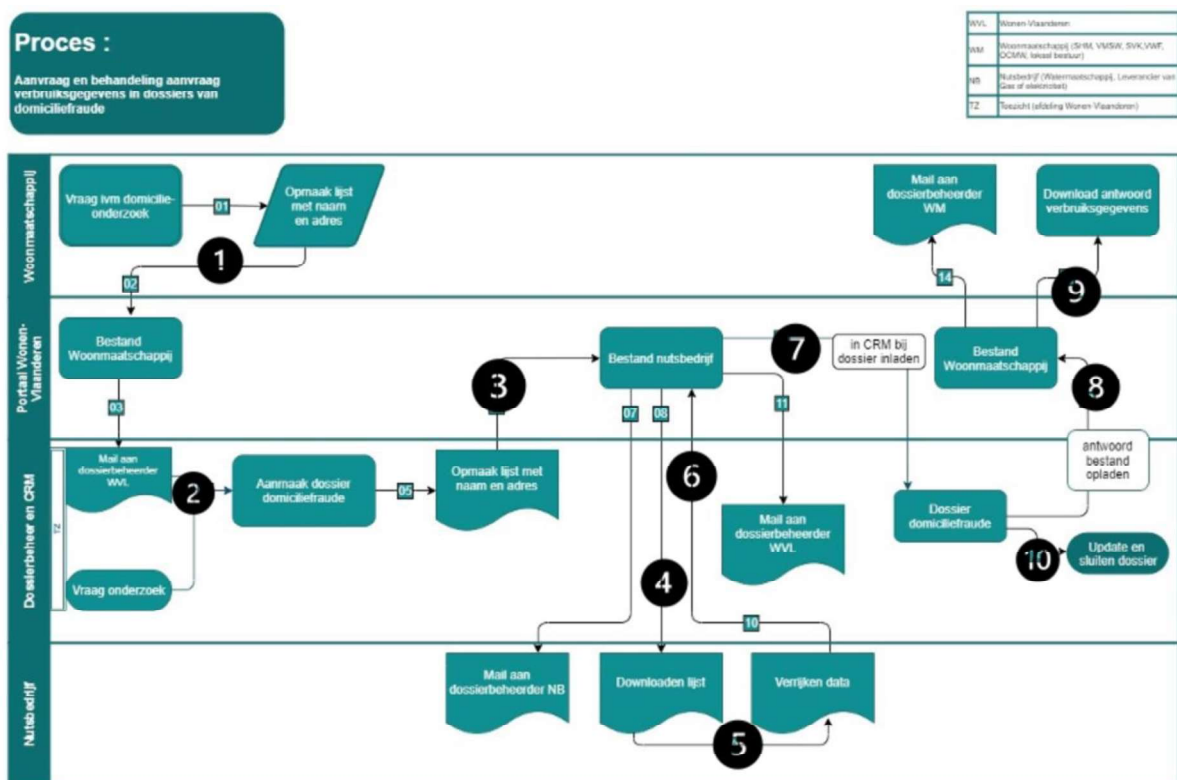 Proces :
Aanvraag en behandeling aanvraag
verbruiksgegevens in dossiers van
domiciliefraude
WVL Wonen-Vlaanderen
WM Woonmaatschappij (SHM, VMSW, SVK,VWF,
OCMW, lokaal bestuur)
NB Nutsbedrijf (Watermaatschappij, Leverancier van
Gas of elektriciteit)
TZ Toezicht (afdeling Wonen-Vlaanderen)
Woonmaatschappij
Vraag ivm domicilie-
onderzoek
01
Opmaak lijst
met naam
en adres
Mail aan
dossierbeheerder
WM
Download antwoord
verbruiksgegevens
1
02
14
9
Portaal Wonen-
Vlaanderen
Bestand
Woonmaatschappij
03
3
Bestand nutsbedrijf
7
in CRM bij
dossier inladen
Bestand
Woonmaatschappij
8
07
08
11
Dossierbeheer en CRM
TZ
Mail aan
dossierbeheerder
WVL
2
Aanmaak dossier
domiciliefraude
05
Opmaak lijst met
naam en adres
6
antwoord
bestand
opladen
Mail aan
dossierbeheerder
WVL
Dossier
domiciliefraude
10
Update en
sluiten dossier
Vraag onderzoek
4
10
Nutsbedrijf
Mail aan
dossierbeheerder NB
Downloaden lijst
Verrijken data
5